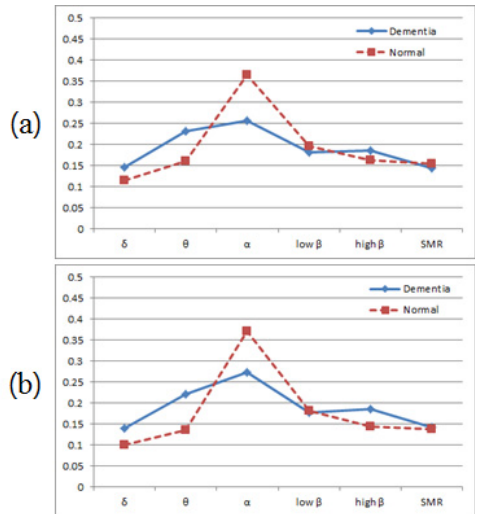 (a)
0.5
0.45
0.4
0.35
0.3
0.25
0.2
0.15
0.1
0.05
0
Dementia
Normal
δ θ α low β high β SMR
(b)
0.5
0.45
0.4
0.35
0.3
0.25
0.2
0.15
0.1
0.05
0
Dementia
Normal
δ θ α low β high β SMR